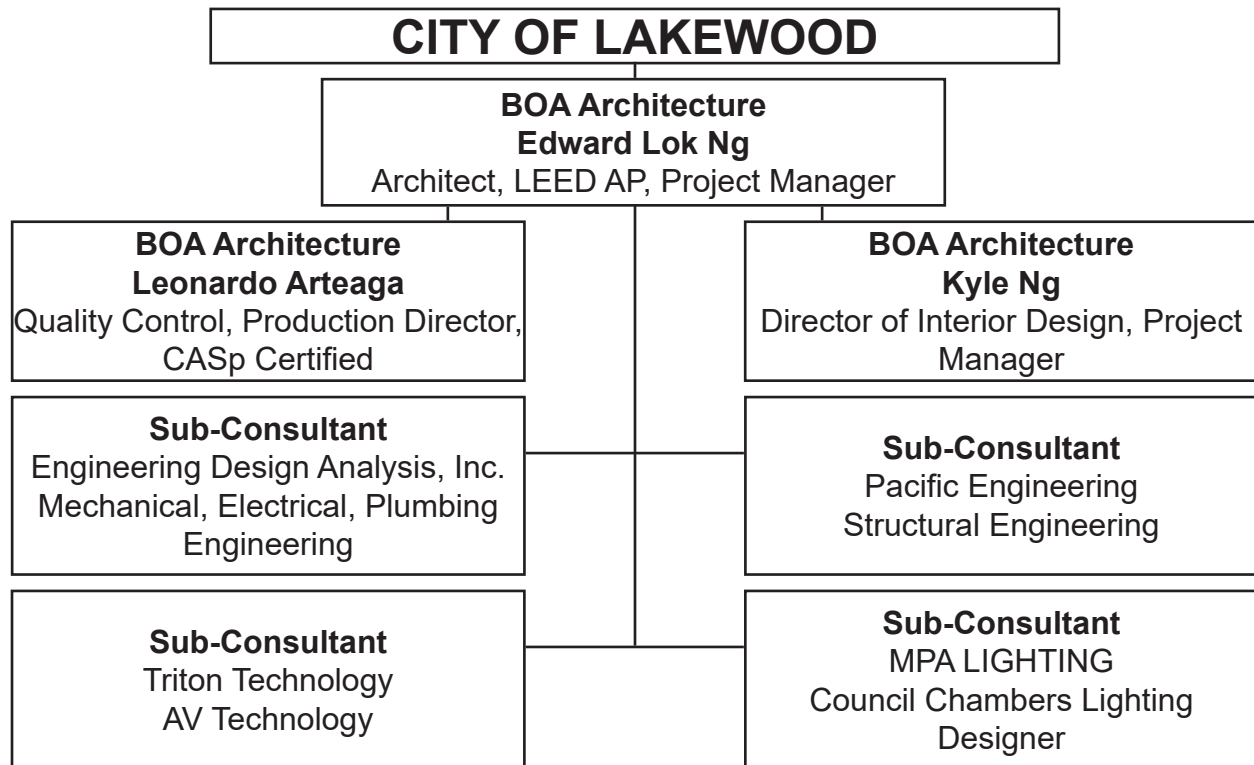 CITY OF LAKEWOOD
BOA Architecture
Edward Lok Ng
Architect, LEED AP, Project Manager
BOA Architecture
Leonardo Arteaga
Quality Control, Production Director,
CASp Certified
BOA Architecture
Kyle Ng
Director of Interior Design, Project
Manager
Sub-Consultant
Engineering Design Analysis, Inc.
Mechanical, Electrical, Plumbing
Engineering
Sub-Consultant
Pacific Engineering
Structural Engineering
Sub-Consultant
Triton Technology
AV Technology
Sub-Consultant
MPA LIGHTING
Council Chambers Lighting
Designer